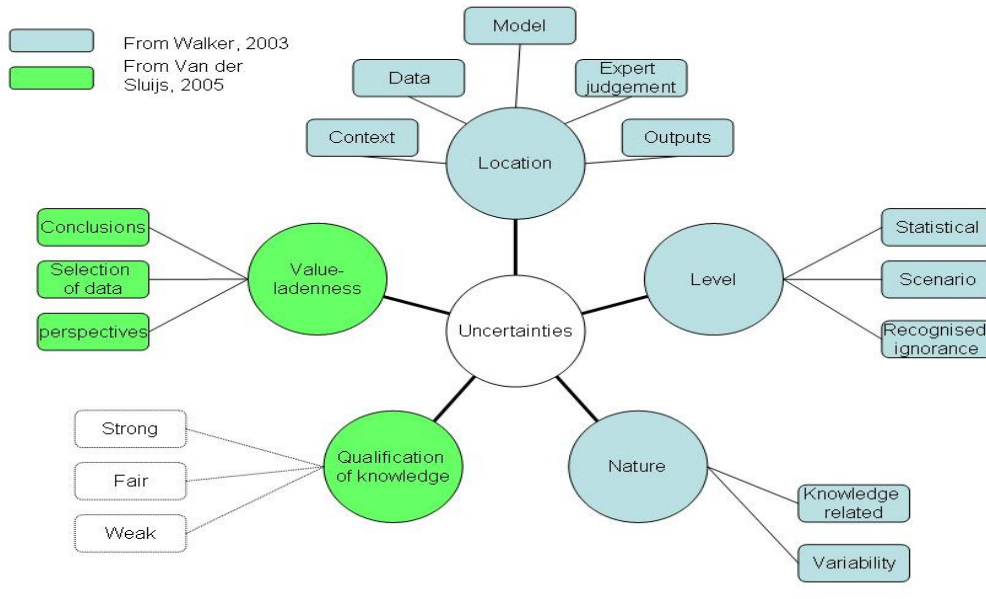 From Walker, 2003
From Van der
Sluijs, 2005
Model
Data
Expert
judgement
Context
Outputs
Location
Conclusions
Selection
of data
perspectives
Value-
ladenness
Level
Statistical
Scenario
Recognised
ignorance
Uncertainties
Strong
Fair
Weak
Qualification
of knowledge
Nature
Knowledge
related
Variability